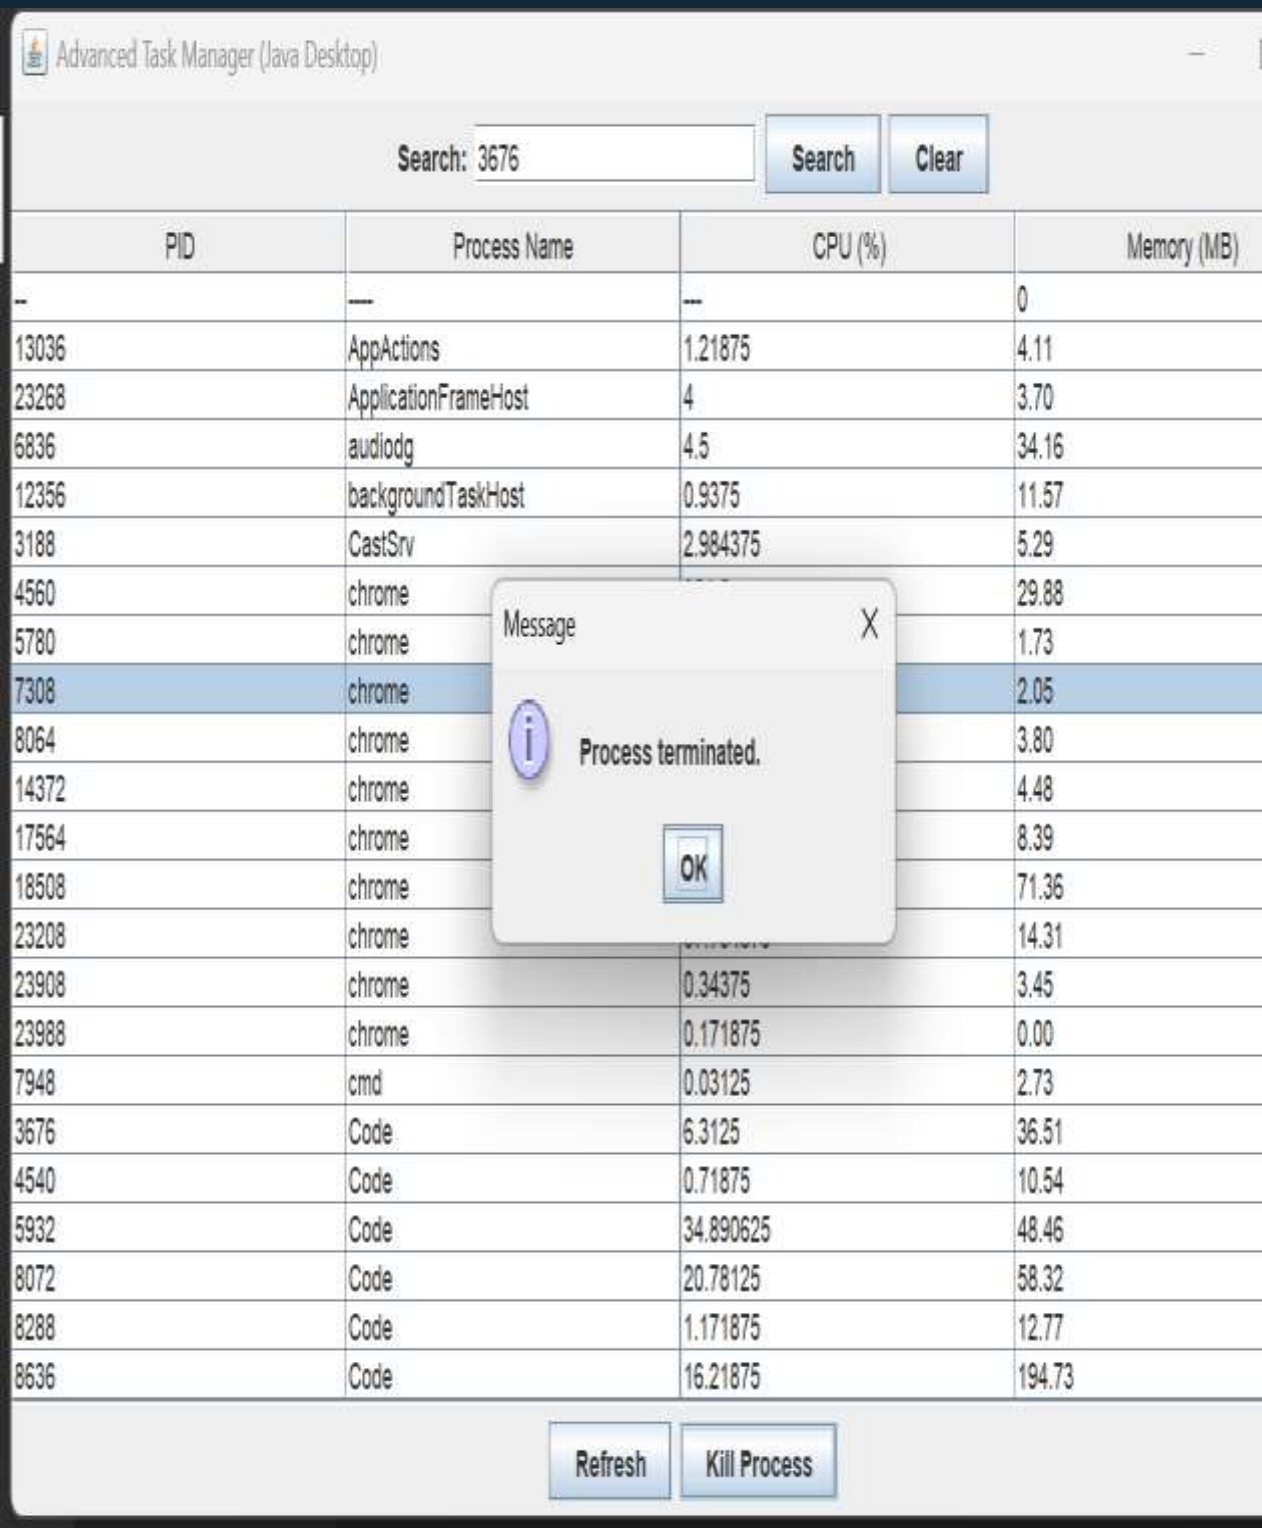 Advanced Task Manager (Java Desktop)
Search: 3676 Search Clear
PID Process Name CPU (%) Memory (MB)
-- ---- --- 0
13036 AppActions 1.21875 4.11
23268 ApplicationFrameHost 4 3.70
6836 audiodg 4.5 34.16
12356 backgroundTaskHost 0.9375 11.57
3188 CastSrv 2.984375 5.29
4560 chrome 29.88
5780 chrome 1.73
7308 chrome 2.05
8064 chrome 3.80
14372 chrome 4.48
17564 chrome 8.39
18508 chrome 71.36
23208 chrome 14.31
Message X
i Process terminated.
OK
23908 chrome 0.34375 3.45
23988 chrome 0.171875 0.00
7948 cmd 0.03125 2.73
3676 Code 6.3125 36.51
4540 Code 0.71875 10.54
5932 Code 34.890625 48.46
8072 Code 20.78125 58.32
8288 Code 1.171875 12.77
8636 Code 16.21875 194.73
Refresh Kill Process